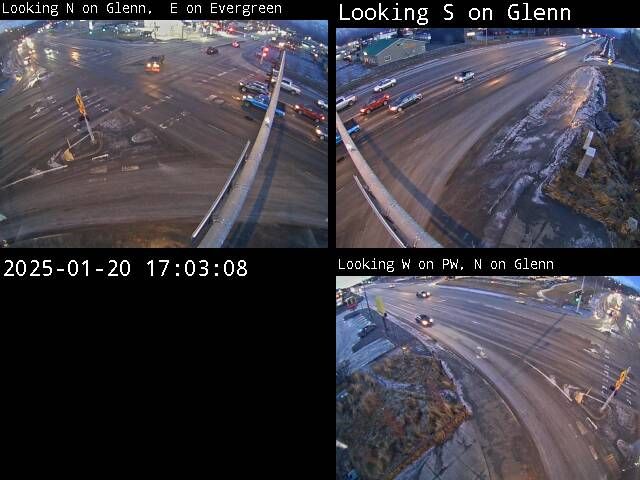 Looking N on Glenn,  E on Evergreen
Looking S on Glenn
2025-01-20 17:03:08
Looking W on PW, N on Glenn